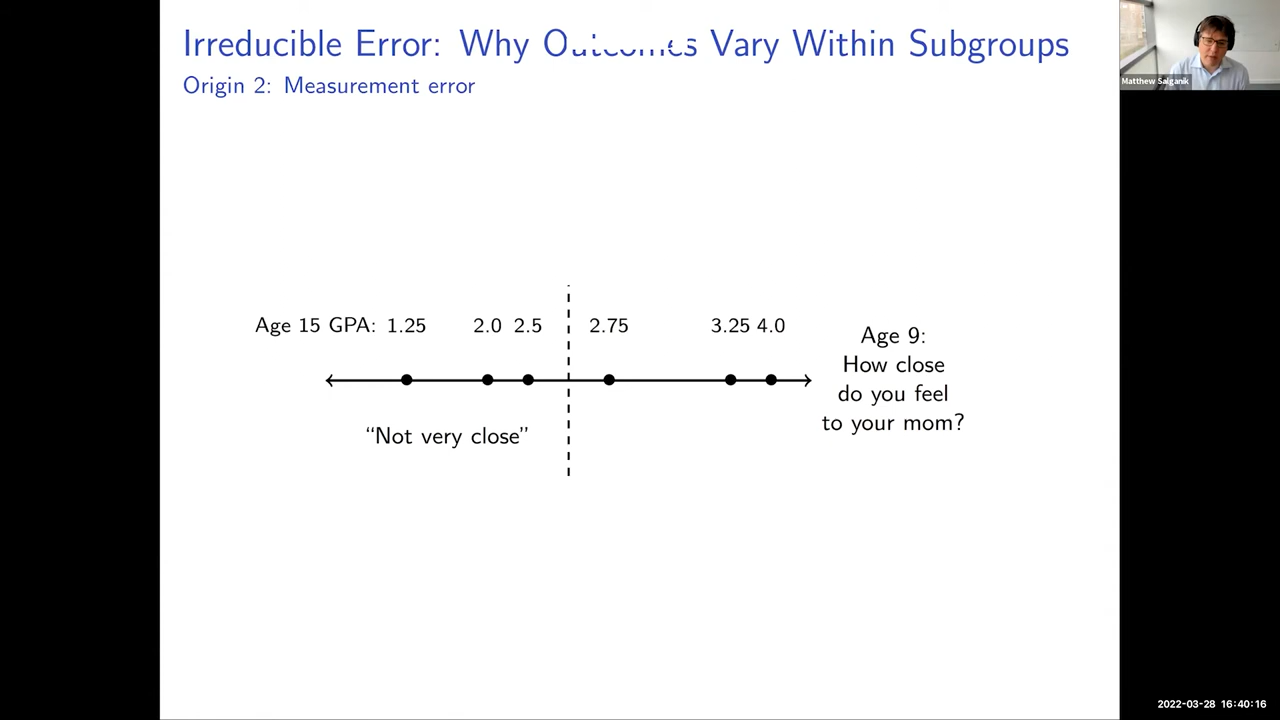 Irreducible Error: Why Outcomes Vary Within Subgroups
Origin 2: Measurement error
Matthew Salganik
Age 15 GPA: 1.25 2.0 2.5 2.75 3.25 4.0
Age 9:
How close
do you feel
to your mom?
“Not very close”
2022-03-28 16:40:16